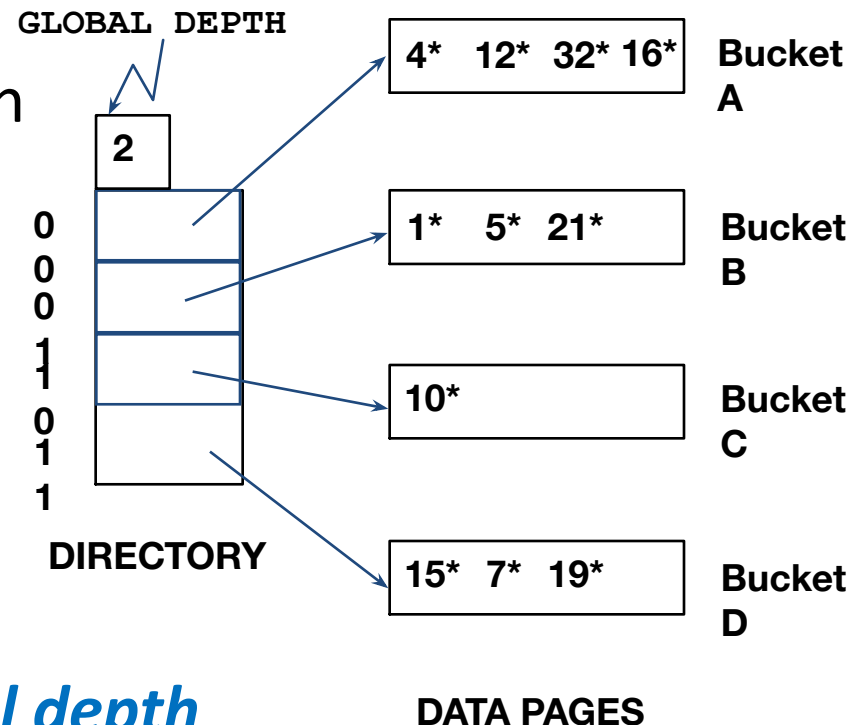 GLOBAL DEPTH
2
0
0
0
1
1
0
1
1
DIRECTORY
4* 12* 32* 16*
Bucket
A
1* 5* 21*
Bucket
B
10*
Bucket
C
15* 7* 19*
Bucket
D
depth
DATA PAGES